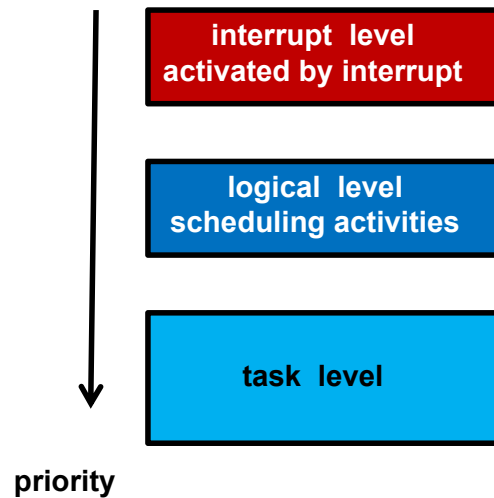 interrupt level
activated by interrupt
logical level
scheduling activities
task level
priority